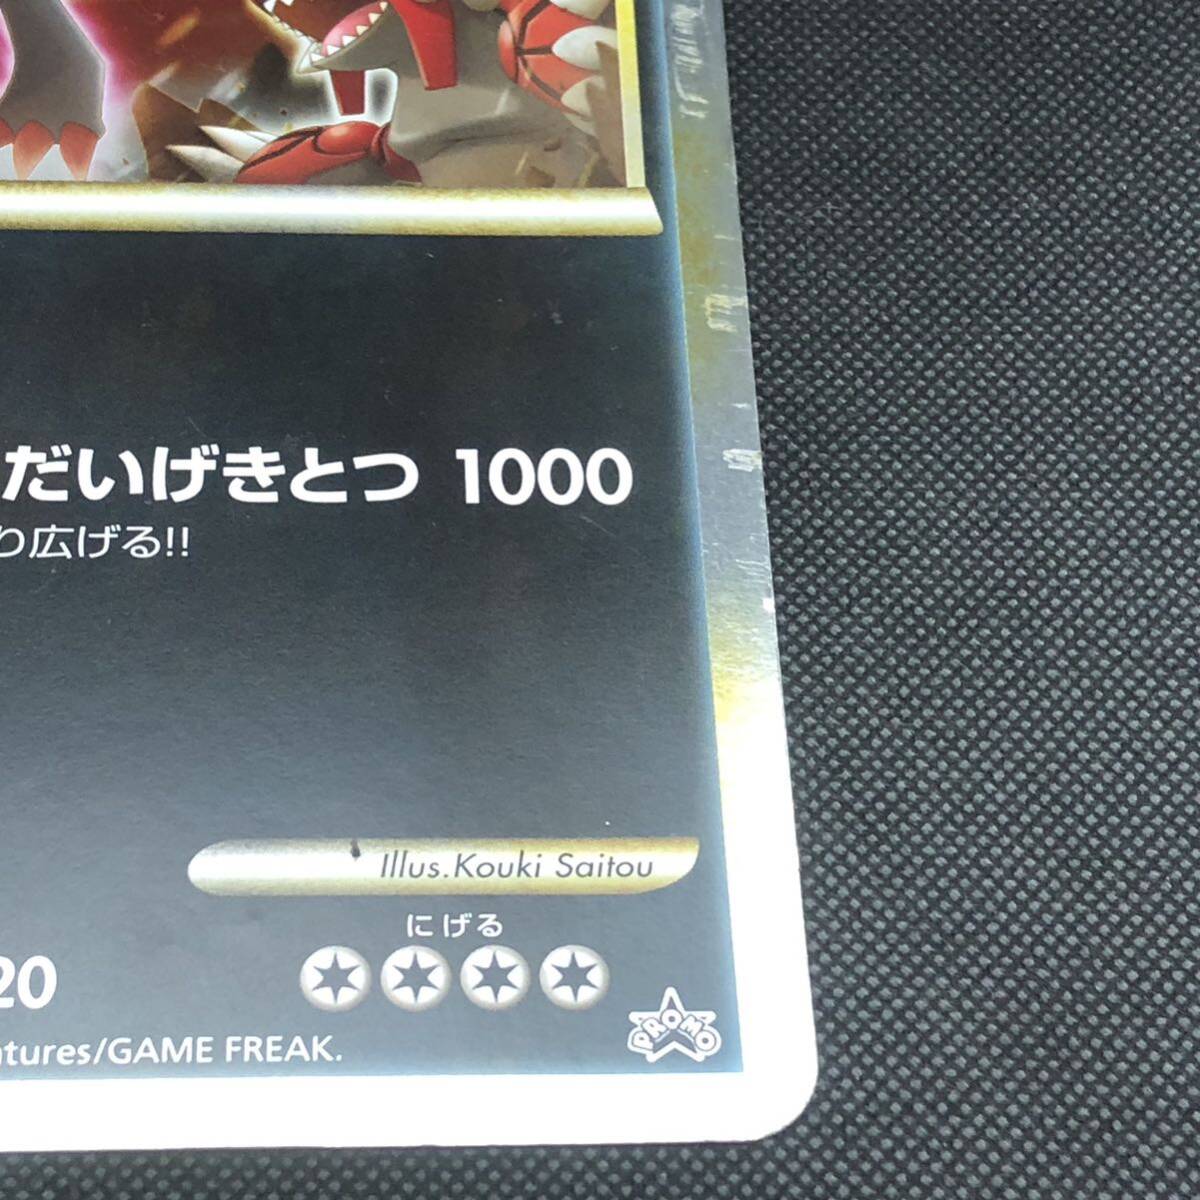 だいげきとつ 1000
り広げる!!
Illus.Kouki Saitou
にげる
20
atures/GAME FREAK.
PROMO